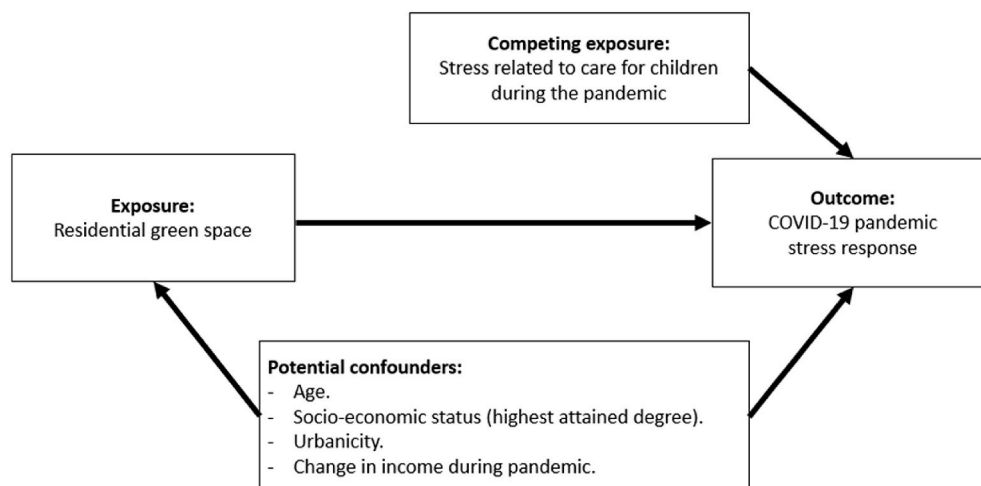 Competing exposure:
Stress related to care for children
during the pandemic
Exposure:
Residential green space
Outcome:
COVID-19 pandemic
stress response
Potential confounders:
- Age.
- Socio-economic status (highest attained degree).
- Urbanicity.
- Change in income during pandemic.